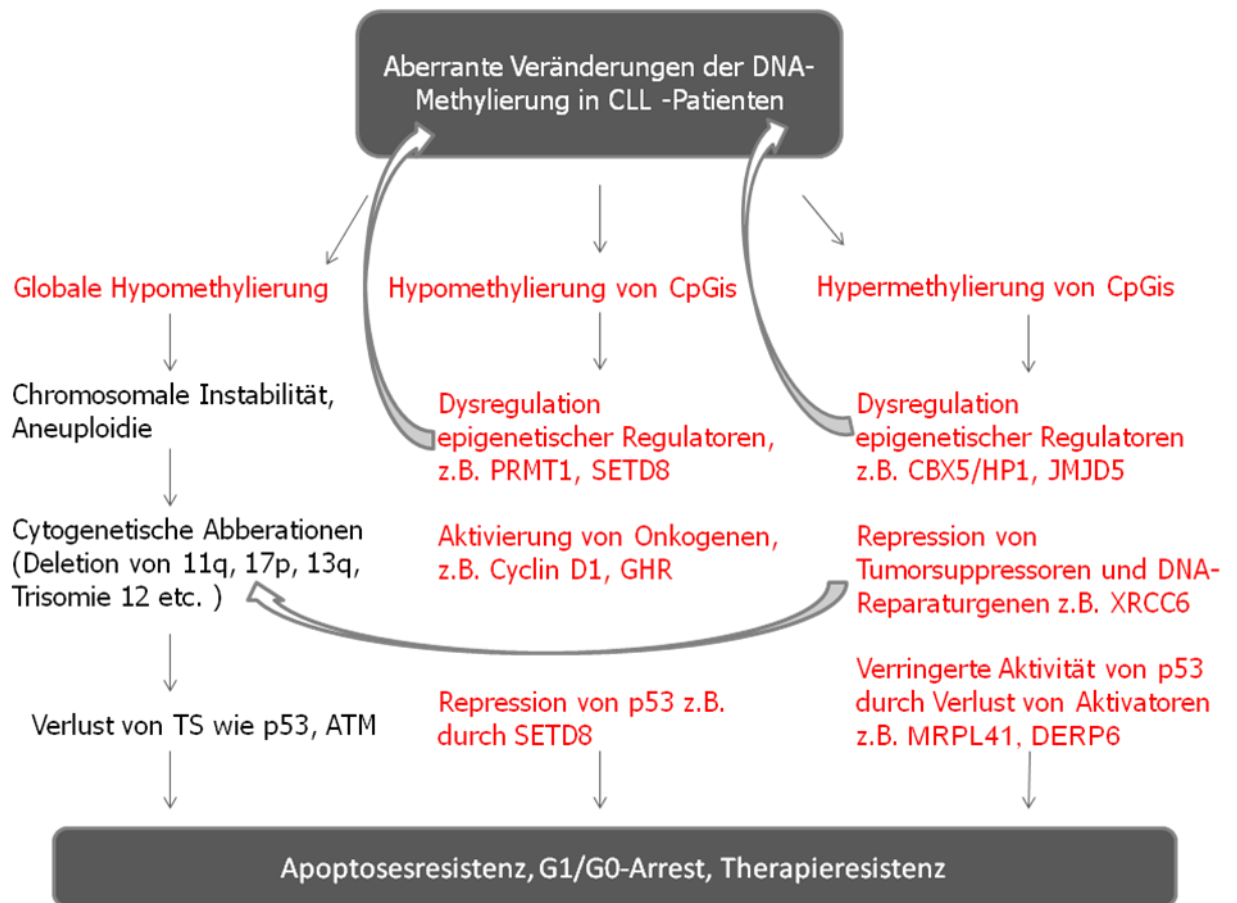 Aberrante Veränderungen der DNA-
Methylierung in CLL -Patienten
Globale Hypomethylierung
Chromosomale Instabilität,
Aneuploidie
Cytogenetische Abberationen
(Deletion von 11q, 17p, 13q,
Trisomie 12 etc. )
Verlust von TS wie p53, ATM
Hypomethylierung von CpGis
Dysregulation
epigenetischer Regulatoren,
z.B. PRMT1, SETD8
Aktivierung von Onkogenen,
z.B. Cyclin D1, GHR
Repression von p53 z.B.
durch SETD8
Hypermethylierung von CpGis
Dysregulation
epigenetischer Regulatoren
z.B. CBX5/HP1, JMJD5
Repression von
Tumorsuppressoren und DNA-
Reparaturgenen z.B. XRCC6
Verringerte Aktivität von p53
durch Verlust von Aktivatoren
z.B. MRPL41, DERP6
Apoptosesresistenz, G1/G0-Arrest, Therapieresistenz